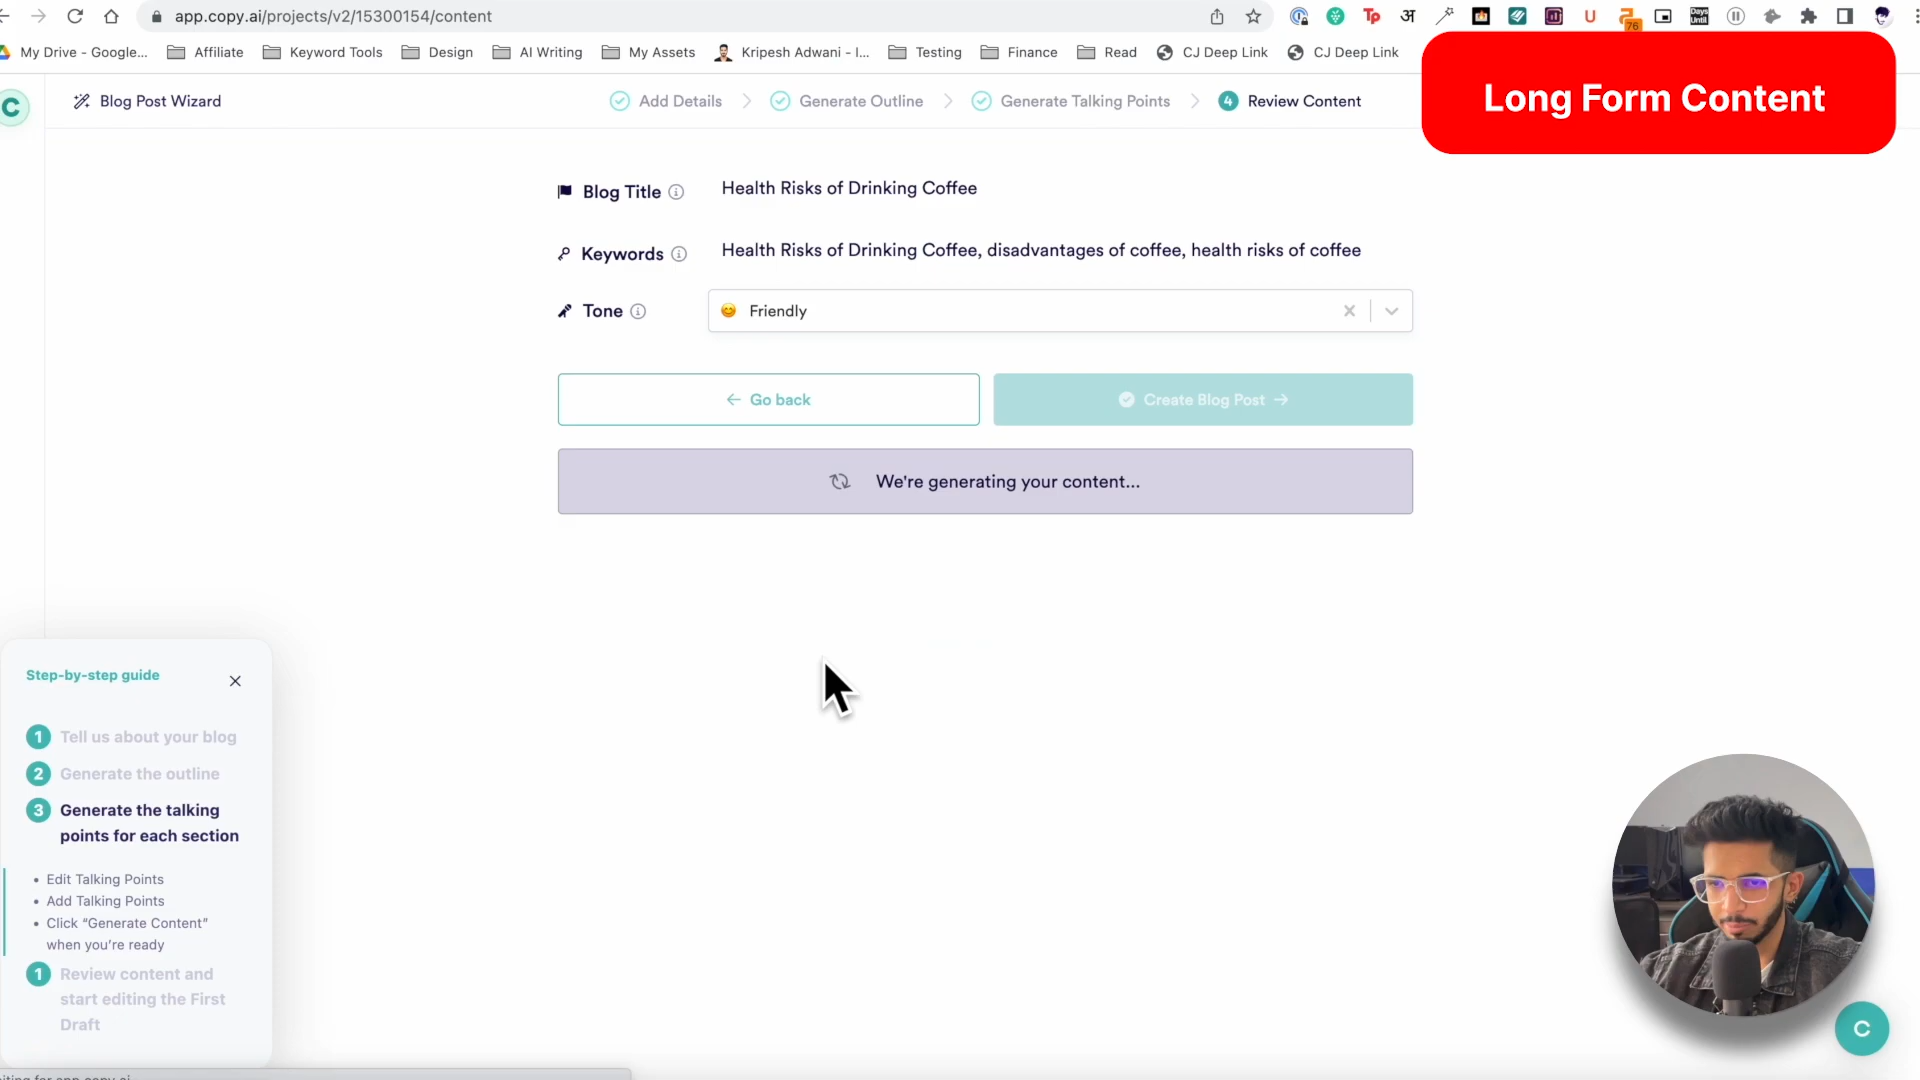 app.copy.ai/projects/v2/15300154/content
76
Days Until
My Drive - Google...
Affiliate
Keyword Tools
Design
AI Writing
My Assets
Kripesh Adwani - I...
Testing
Finance
Read
CJ Deep Link
CJ Deep Link
Long Form Content
C
Blog Post Wizard
Add Details
Generate Outline
Generate Talking Points
4 Review Content
Blog Title
Health Risks of Drinking Coffee
Keywords
Health Risks of Drinking Coffee, disadvantages of coffee, health risks of coffee
Tone
Friendly
← Go back
Create Blog Post →
We're generating your content...
Step-by-step guide
1 Tell us about your blog
2 Generate the outline
3 Generate the talking
points for each section
• Edit Talking Points
• Add Talking Points
• Click “Generate Content”
when you’re ready
1 Review content and
start editing the First
Draft
C